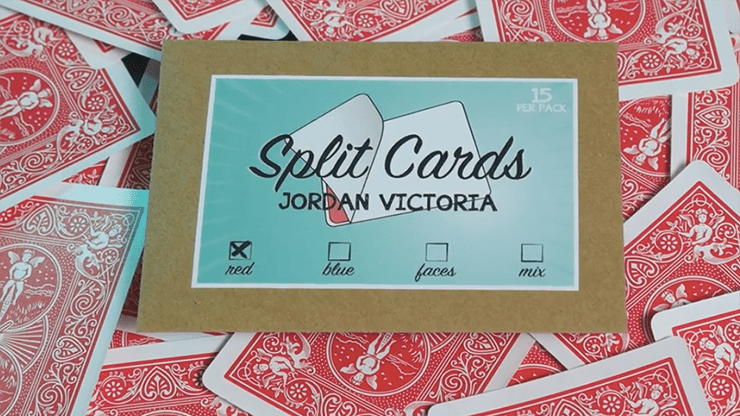 15
PER PACK
Split Cards
JORDAN VICTORIA
red blue faces mix